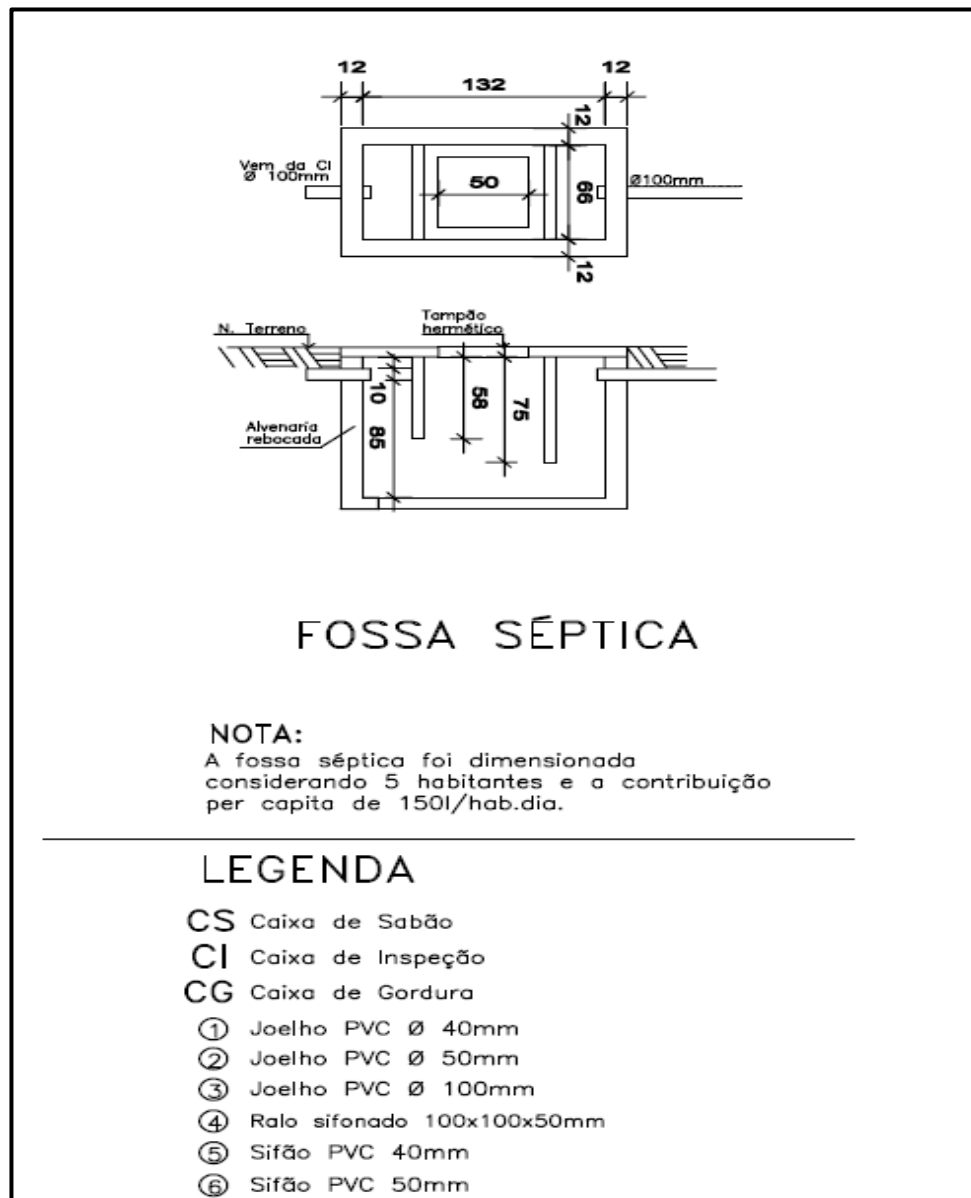 12
132
12
12
Vem da CI
Ø 100mm
50
66
Ø100mm
12
N. Terreno
Tampão
hermético
10
58
75
Alvenaria
rebocada
85
FOSSA SÉPTICA
NOTA:
A fossa séptica foi dimensionada
considerando 5 habitantes e a contribuição
per capita de 150l/hab.dia.
LEGENDA
CS Caixa de Sabão
CI Caixa de Inspeção
CG Caixa de Gordura
1 Joelho PVC Ø 40mm
2 Joelho PVC Ø 50mm
3 Joelho PVC Ø 100mm
4 Ralo sifonado 100x100x50mm
5 Sifão PVC 40mm
6 Sifão PVC 50mm